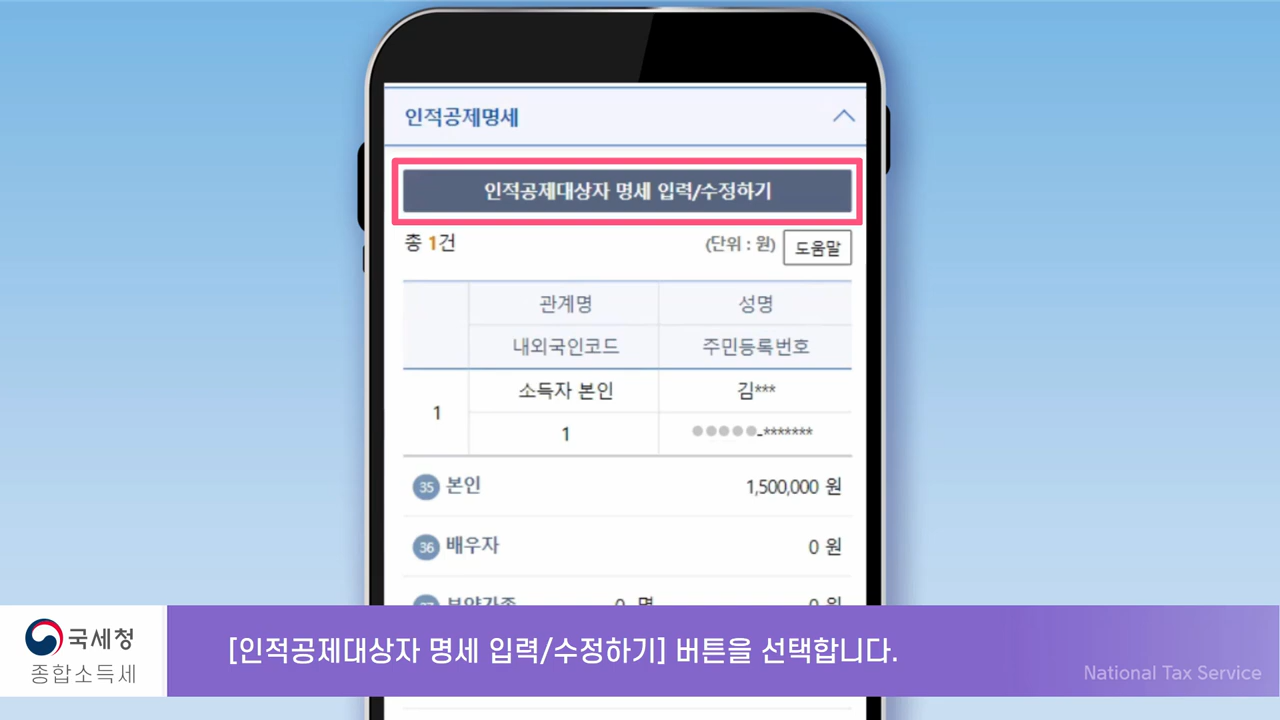 인적공제명세
인적공제대상자 명세 입력/수정하기
총 1건 (단위 : 원) 도움말
관계명 성명
내외국인코드 주민등록번호
1 소득자 본인 김***
1 ●●●●●-*******
35 본인 1,500,000 원
36 배우자 0 원
국세청
종합소득세
[인적공제대상자 명세 입력/수정하기] 버튼을 선택합니다.
National Tax Service